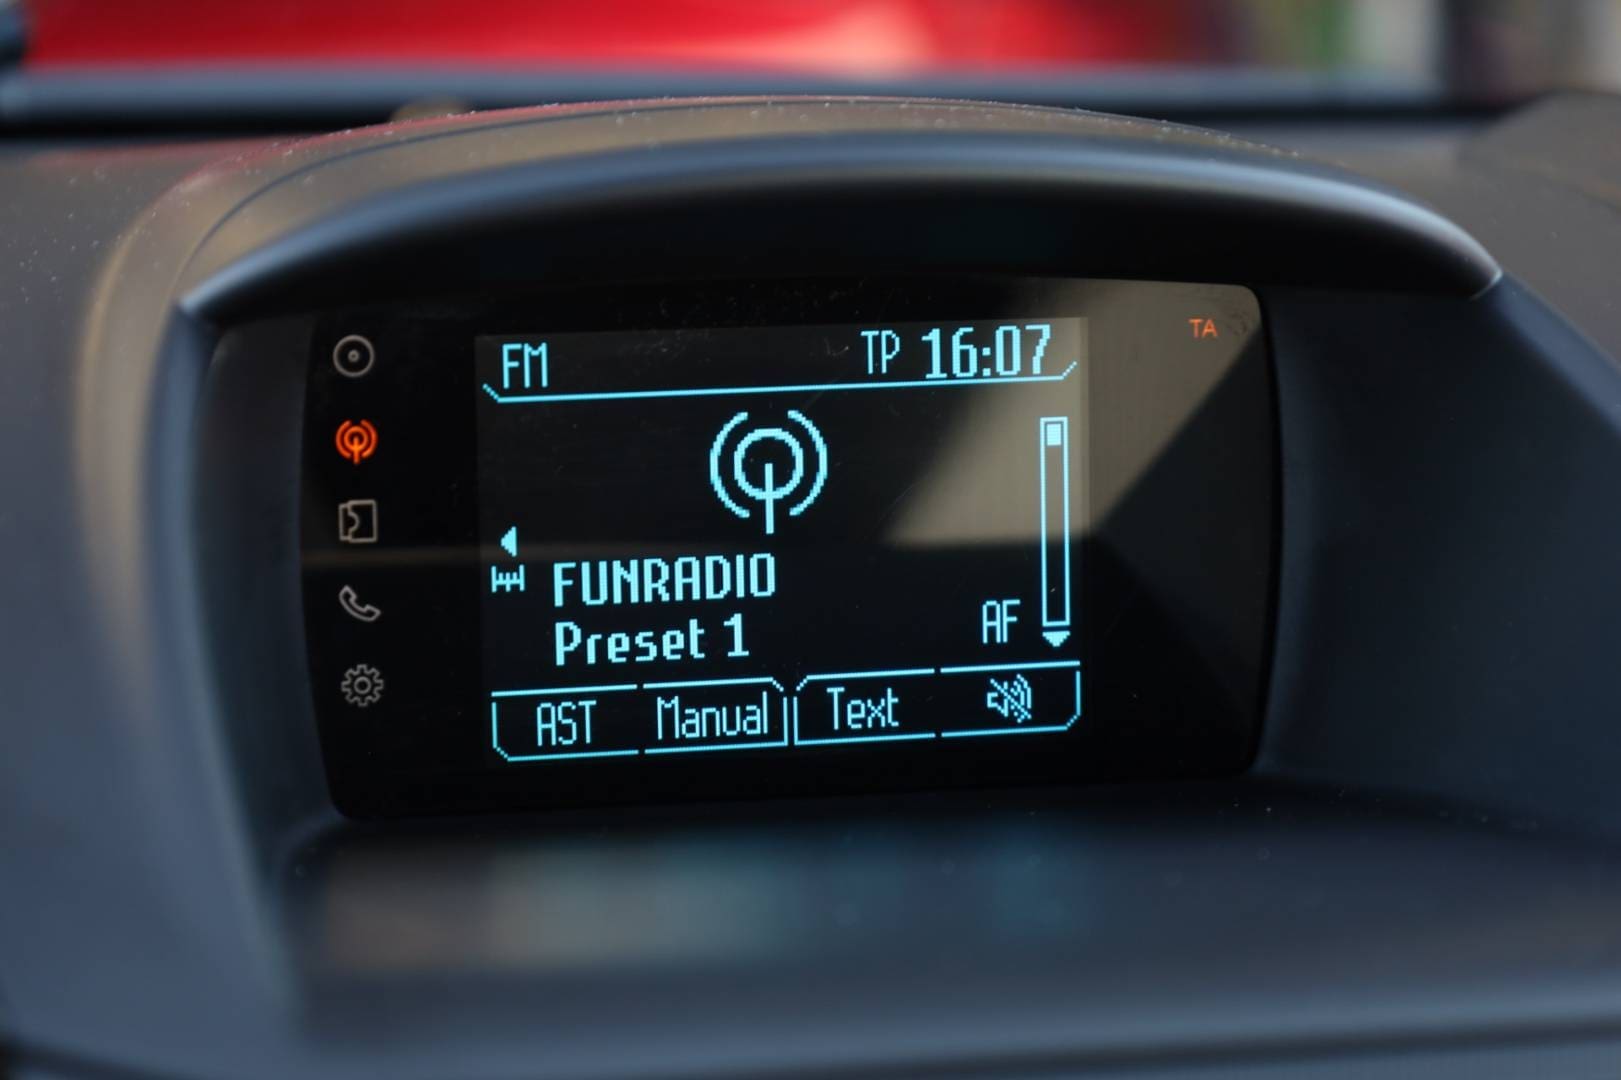 FM TP 16:07 TA
FUNRADIO
Preset 1 AF
AST Manual Text